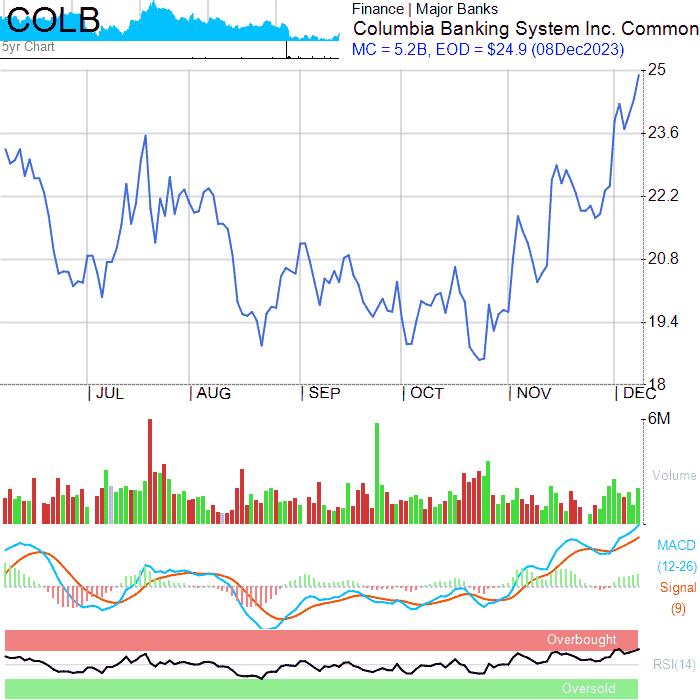 COLB
5yr Chart
Finance | Major Banks
Columbia Banking System Inc. Common
MC = 5.2B, EOD = $24.9 (08Dec2023)
25
23.6
22.2
20.8
19.4
18
JUL AUG SEP OCT NOV DEC
6M
Volume
MACD
(12-26)
Signal
(9)
Overbought
RSI(14)
Oversold